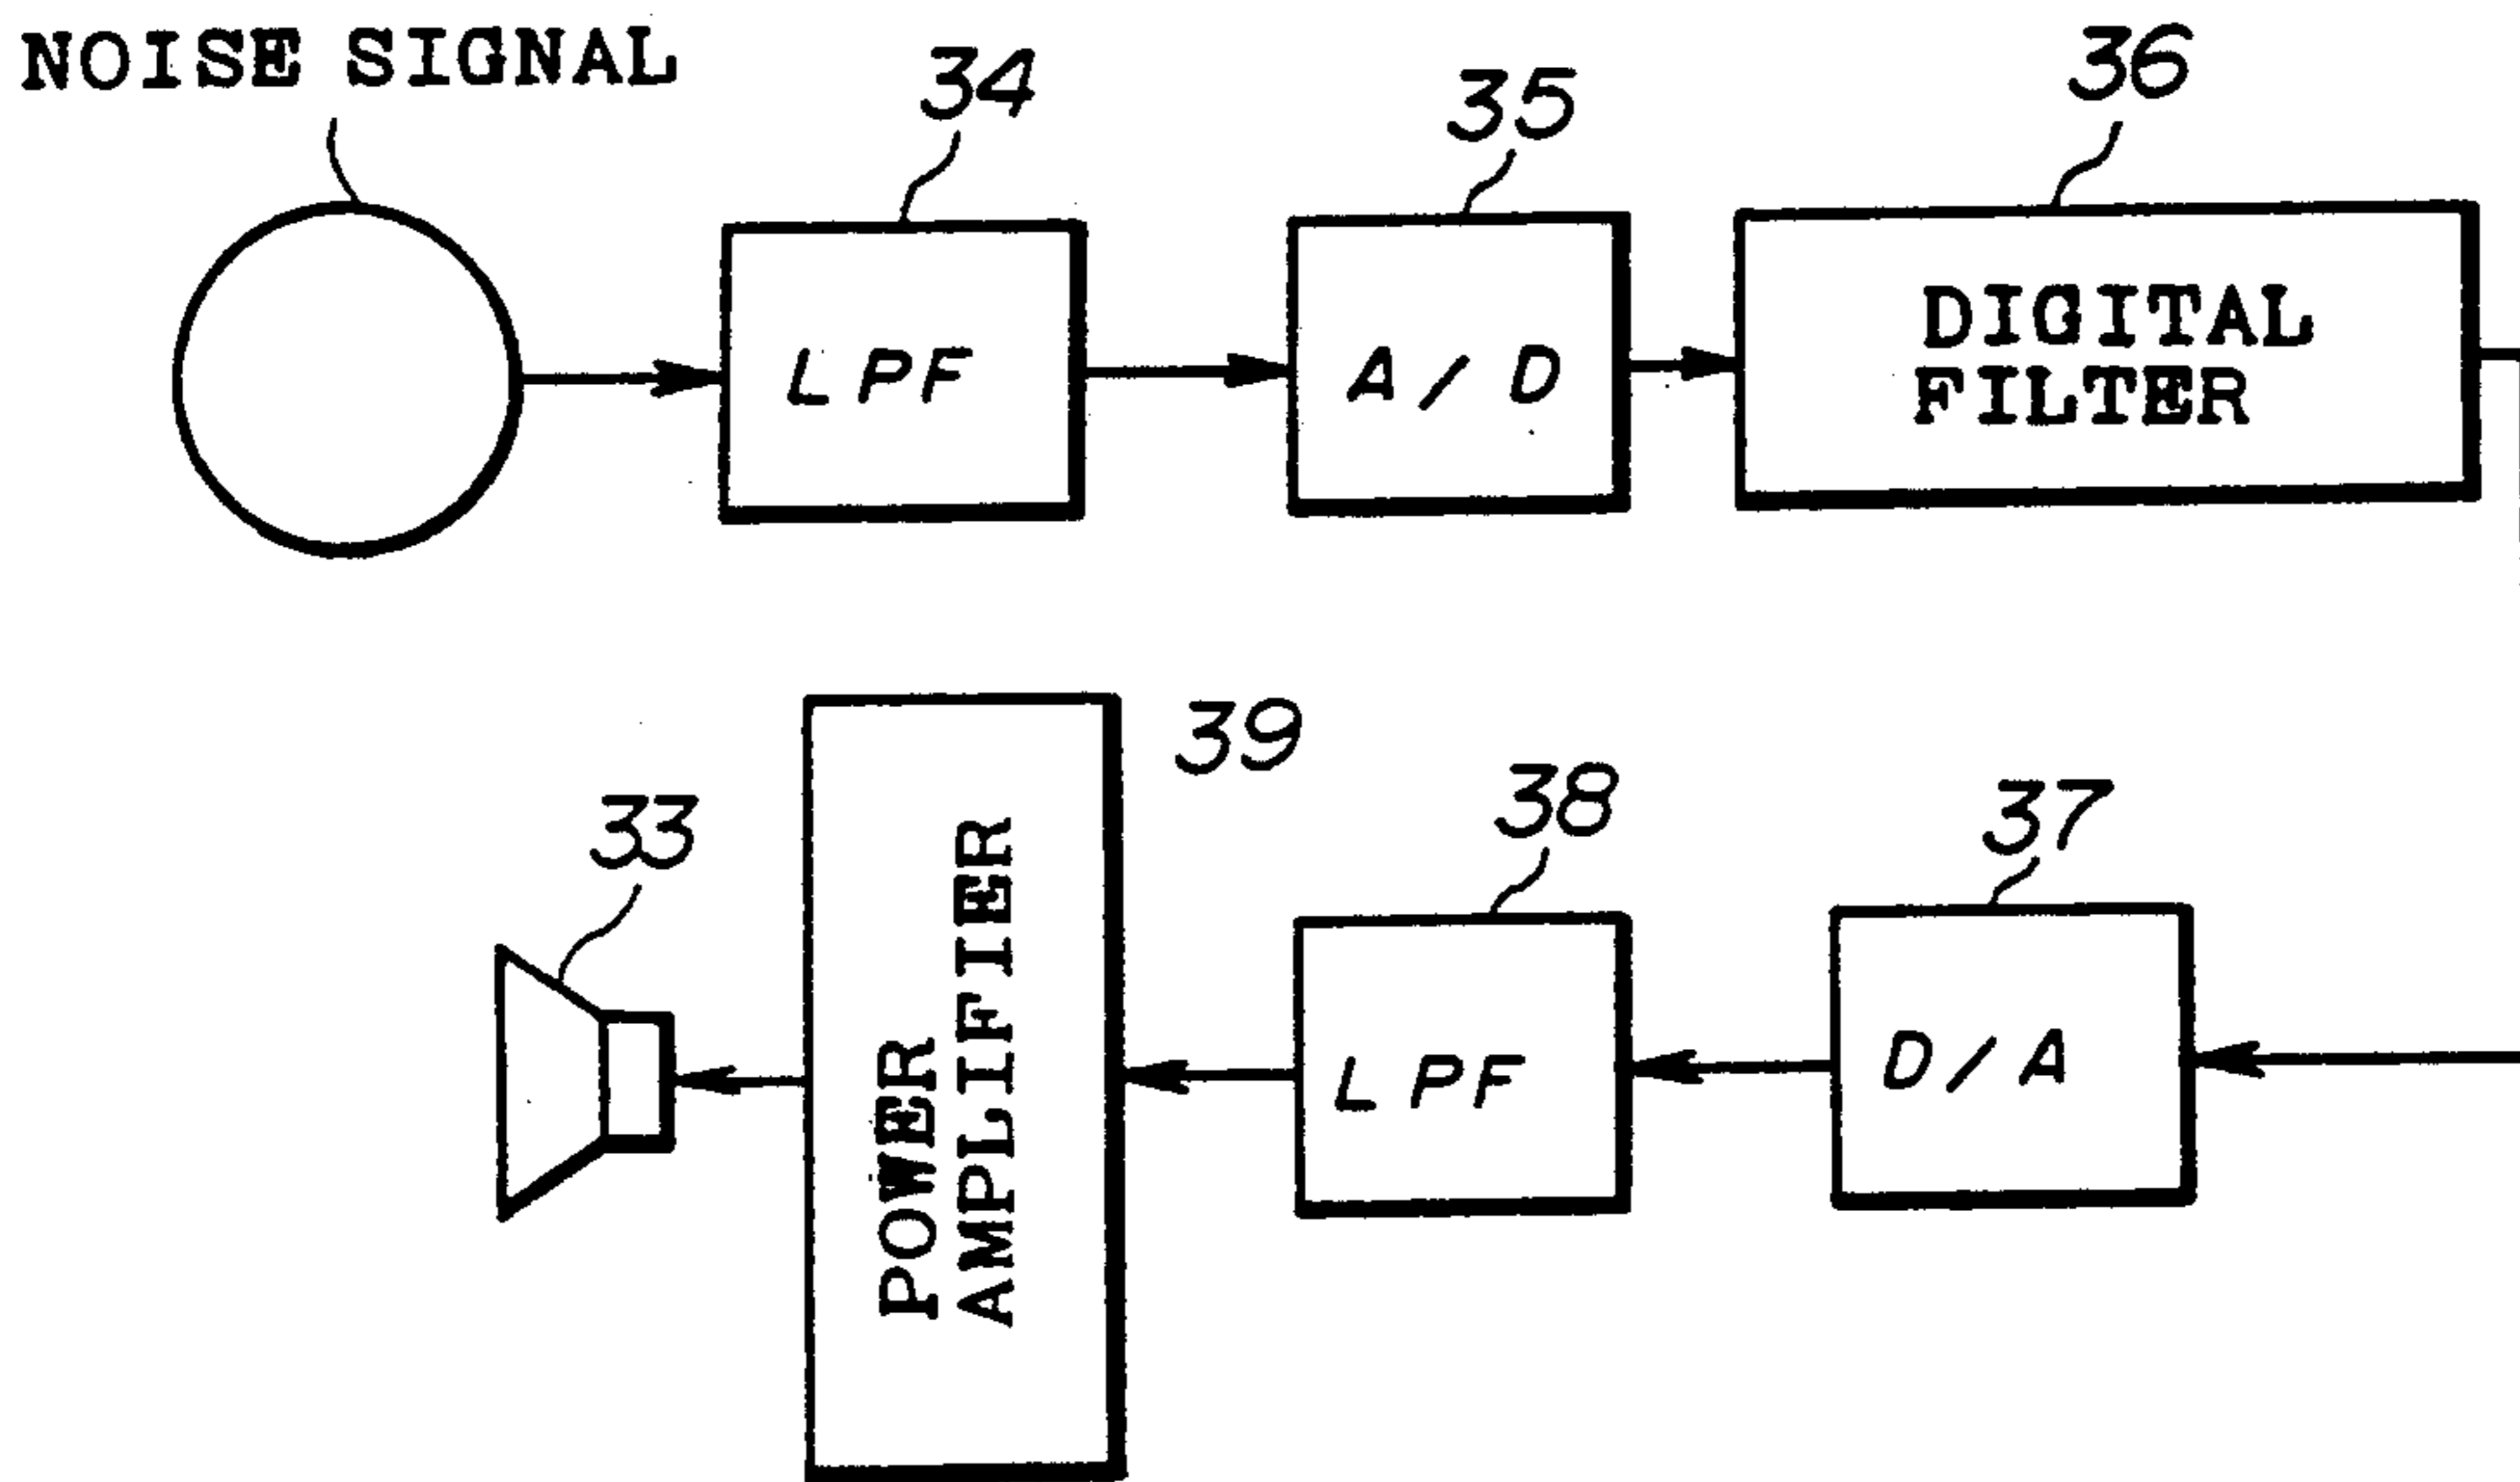 NOISE SIGNAL
34
35
36
LPF
A/D
DIGITAL
FILTER
39
38
37
33
POWER
AMPLIFIER
LPF
D/A